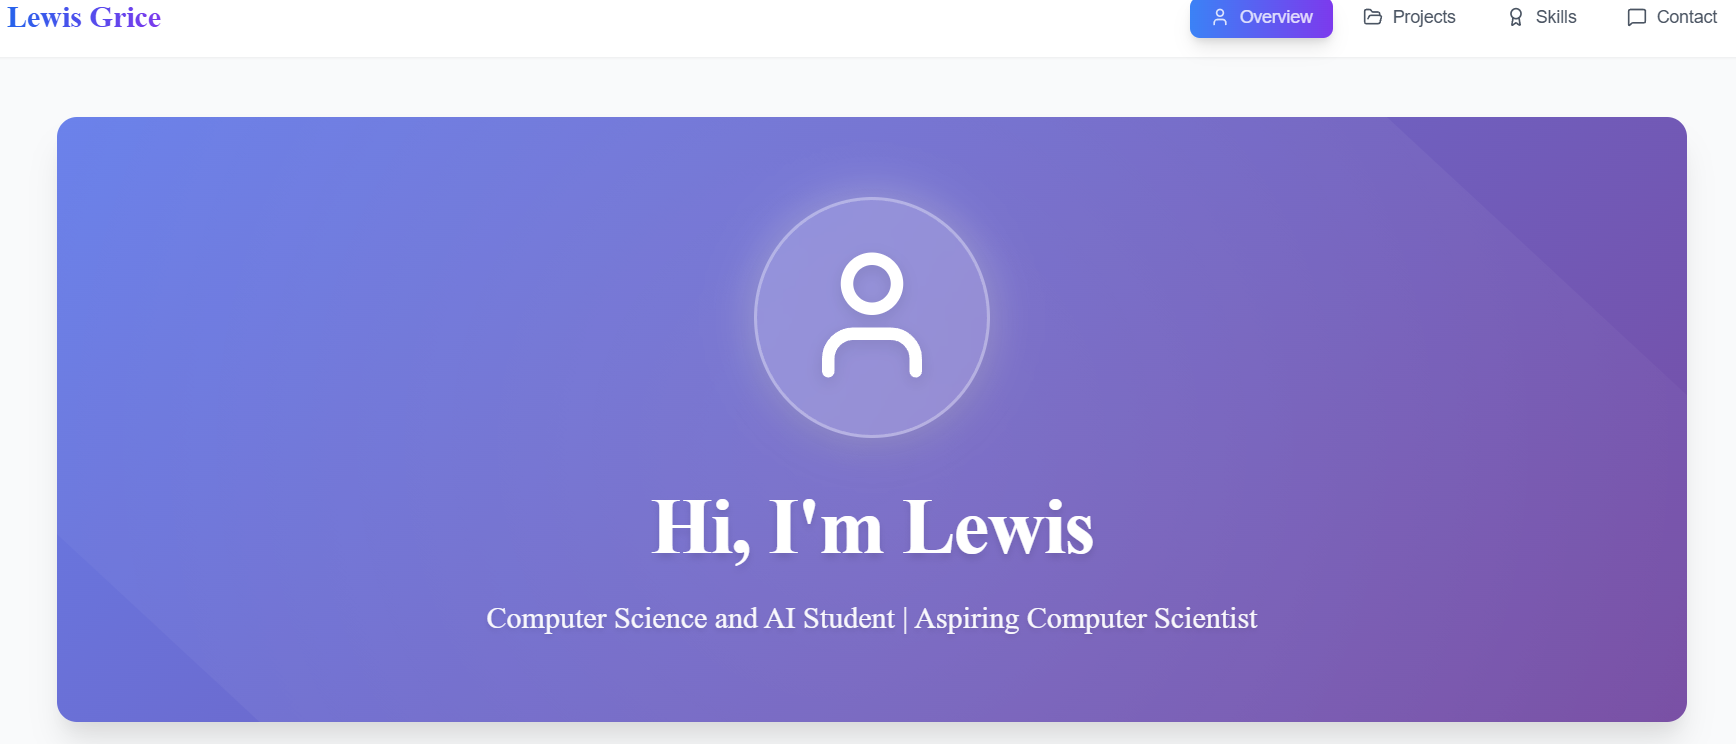 Lewis Grice
Overview
Projects
Skills
Contact
Hi, I'm Lewis
Computer Science and AI Student | Aspiring Computer Scientist